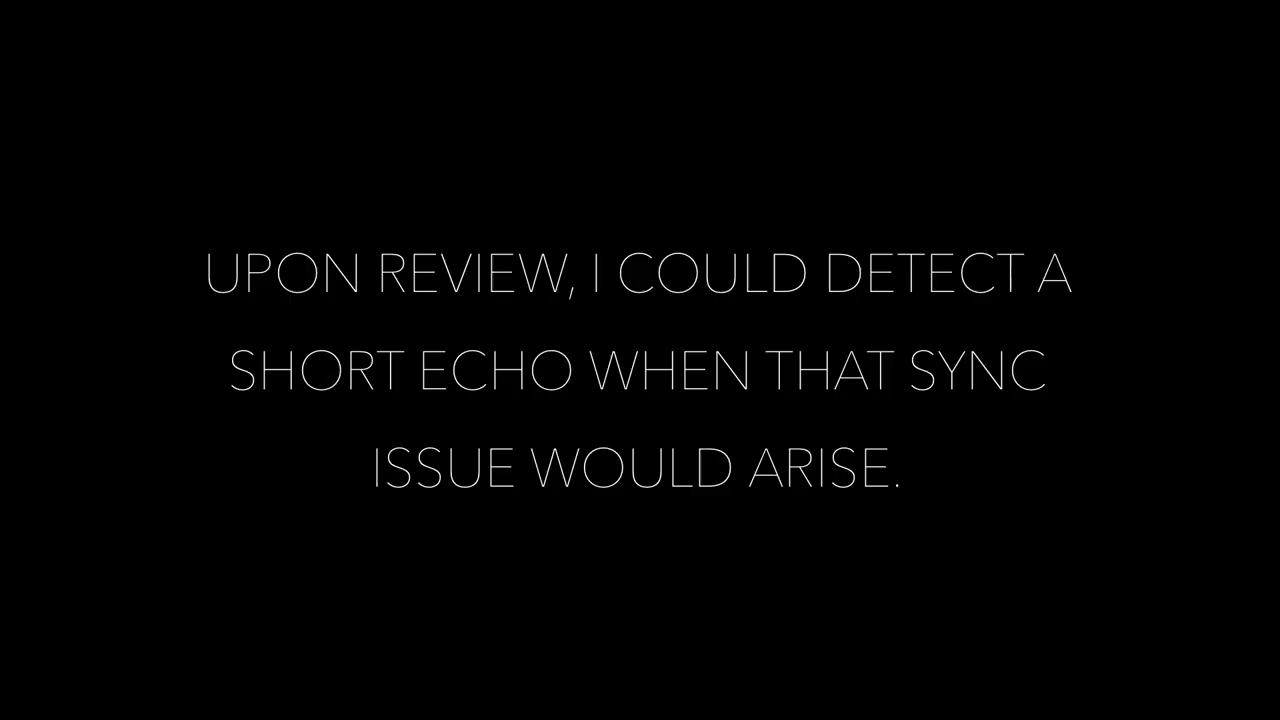 UPON REVIEW, I COULD DETECT A
SHORT ECHO WHEN THAT SYNC
ISSUE WOULD ARISE.